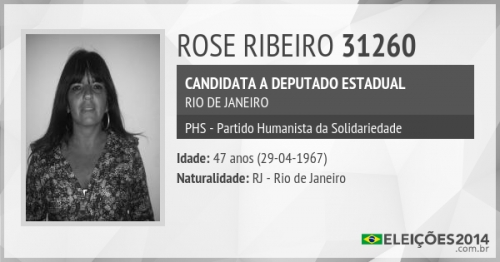 ROSE RIBEIRO 31260
CANDIDATA A DEPUTADO ESTADUAL
RIO DE JANEIRO
PHS - Partido Humanista da Solidariedade
Idade: 47 anos (29-04-1967)
Naturalidade: RJ - Rio de Janeiro
ELEIÇÕES2014
.com.br